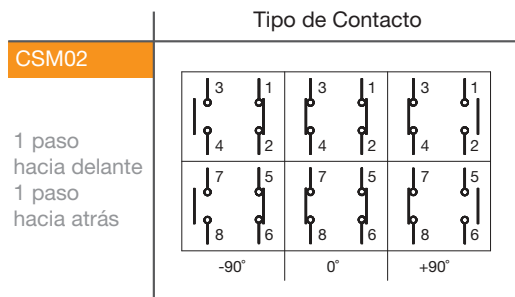 Tipo de Contacto
CSM02
1 paso
hacia delante
1 paso
hacia atrás
3 1 3 1 3 1
4 2 4 2 4 2
7 5 7 5 7 5
8 6 8 6 8 6
-90° 0° +90°